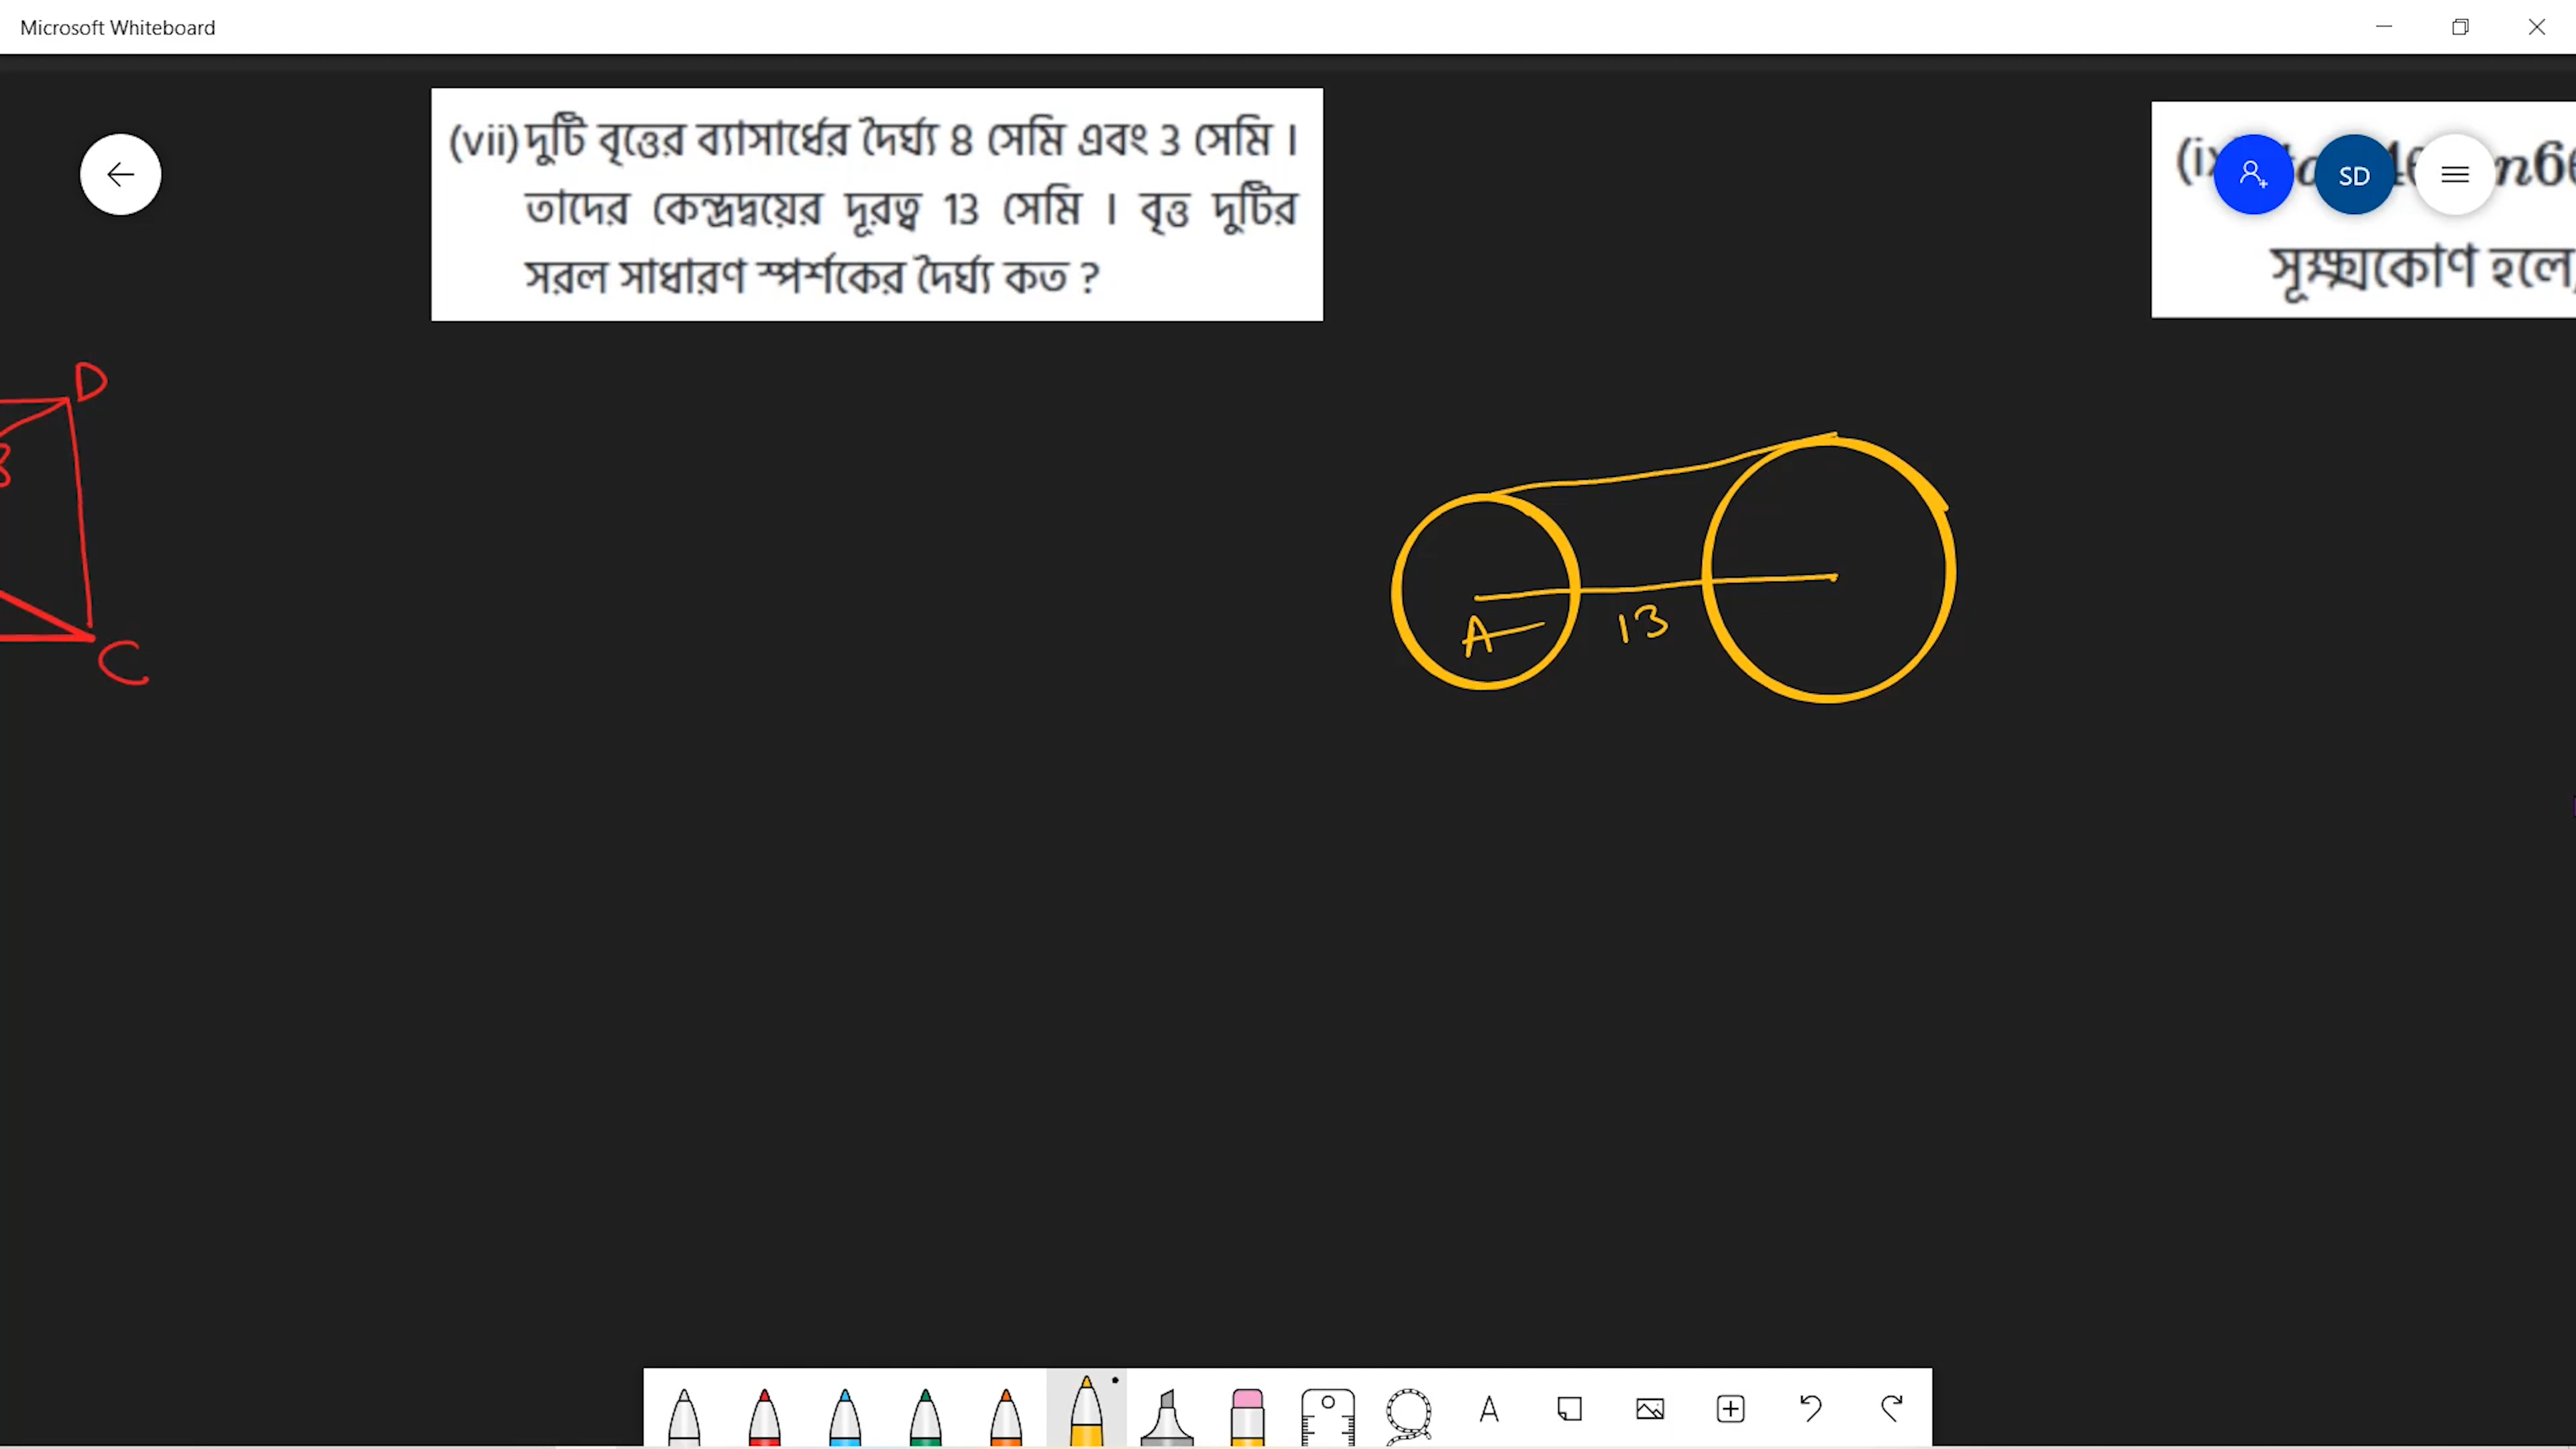 Microsoft Whiteboard
(vii) দুটি বৃত্তের ব্যাসার্ধের দৈর্ঘ্য 8 সেমি এবং 3 সেমি ।
তাদের কেন্দ্রদ্বয়ের দূরত্ব 13 সেমি । বৃত্ত দুটির
সরল সাধারণ স্পর্শকের দৈর্ঘ্য কত ?
SD
সূক্ষ্মকোণ হলে,
D
C
A
13
A